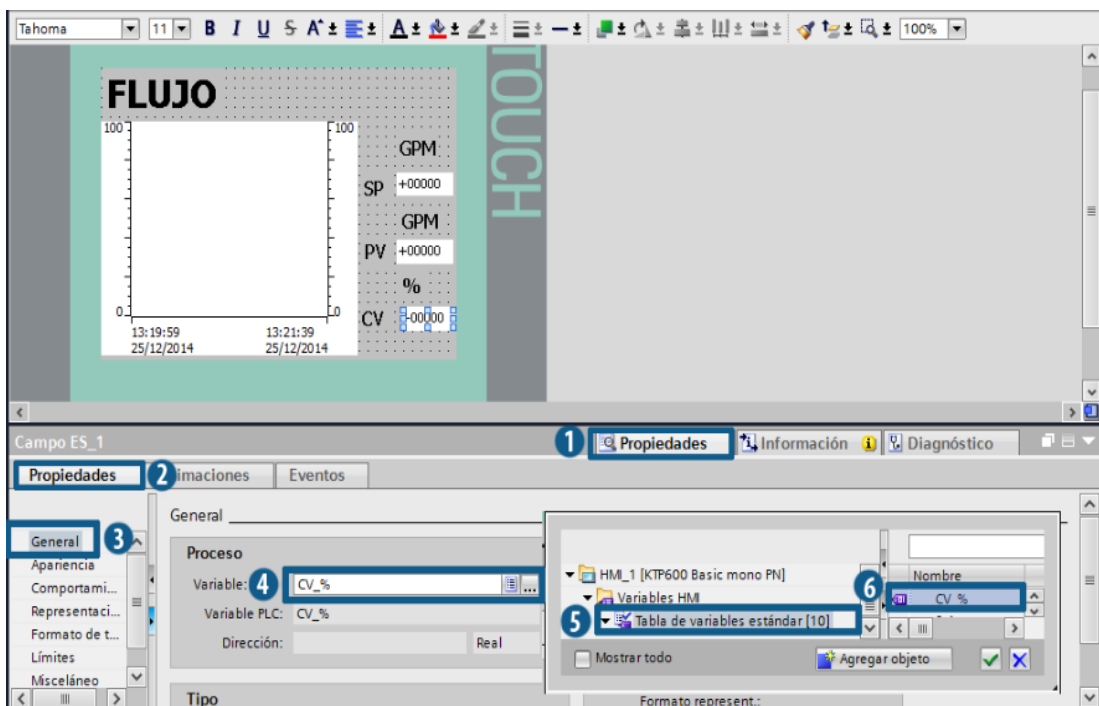 Tahoma 11 B I U S A A 100%
FLUJO
TOUCH
100 100
GPM
SP +00000
GPM
PV +00000
%
0 0
CV -00000
13:19:59 13:21:39
25/12/2014 25/12/2014
Campo ES_1 1 Propiedades Información Diagnóstico
Propiedades 2 imaciones Eventos
General
General 3
Apariencia
Proceso
Comportami...
Variable: 4 CV_%
HMI_1 [KTP600 Basic mono PN]
Nombre
Representaci...
Variable PLC: CV_%
Variables HMI
6 CV_%
Formato de t...
Dirección: Real
5 Tabla de variables estándar [10]
Límites
Mostrar todo Agregar objeto
Misceláneo
Tipo
Formato represent.: